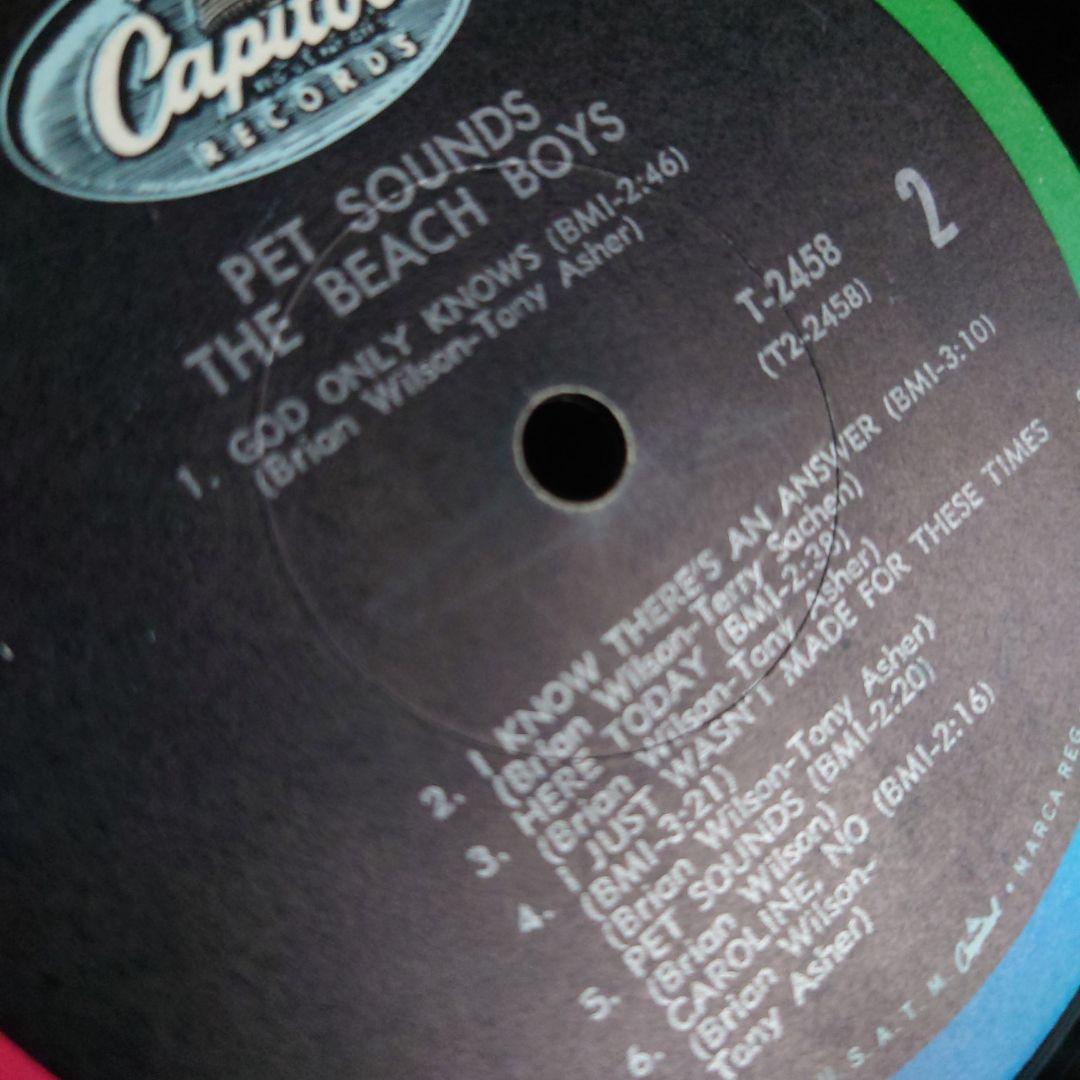 Capitol
RECORDS
PET SOUNDS
THE BEACH BOYS
1. GOD ONLY KNOWS (BMI-2:46)
(Brian Wilson-Tony Asher)
2
T-2458
(T2-2458)
2. I KNOW THERE'S AN ANSWER (BMI-3:10)
(Brian Wilson-Terry Sachen)
3. HERE TODAY (BMI-2:
(Brian Wilson-Tony Asher)
4. I JUST WASN'T MADE FOR THESE TIMES
(BMI-3:21)
(Brian Wilson-Tony Asher)
5. PET SOUNDS (BMI-2:20)
(Brian Wilson)
6. CAROLINE, NO (BMI-2:16)
(Brian Wilson-
Tony Asher)
S. A. T. M. Capitol • MARCA REG